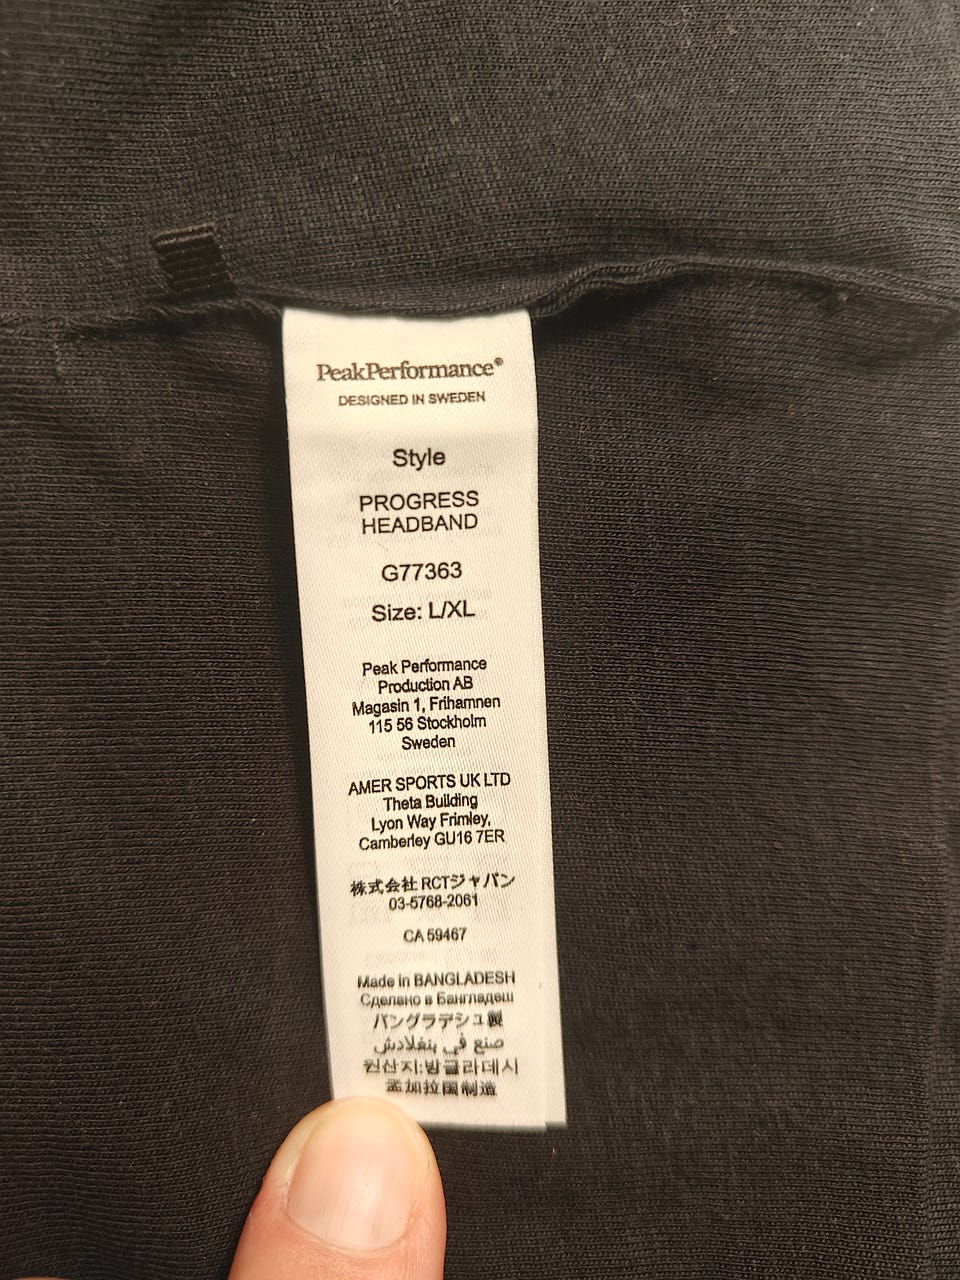 PeakPerformance®
DESIGNED IN SWEDEN
Style
PROGRESS
HEADBAND
G77363
Size: L/XL
Peak Performance
Production AB
Magasin 1, Frihamnen
115 56 Stockholm
Sweden
AMER SPORTS UK LTD
Theta Building
Lyon Way Frimley,
Camberley GU16 7ER
株式会社 RCTジャパン
03-5768-2061
CA 59467
Made in BANGLADESH
Сделано в Бангладеш
バングラデシュ製
صنع في بنغلادش
원산지:방글라데시
孟加拉国制造